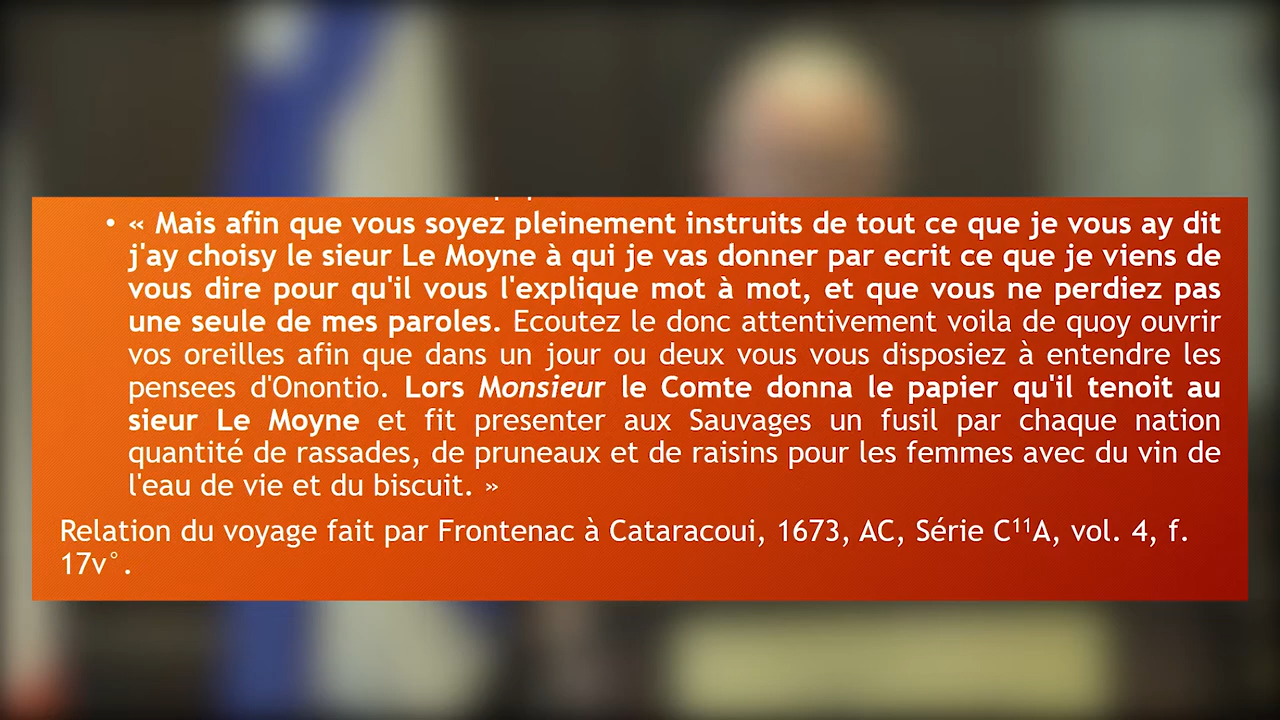 • « Mais afin que vous soyez pleinement instruits de tout ce que je vous ay dit
j'ay choisy le sieur Le Moyne à qui je vas donner par ecrit ce que je viens de
vous dire pour qu'il vous l'explique mot à mot, et que vous ne perdiez pas
une seule de mes paroles. Ecoutez le donc attentivement voila de quoy ouvrir
vos oreilles afin que dans un jour ou deux vous vous disposiez à entendre les
pensees d'Onontio. Lors Monsieur le Comte donna le papier qu'il tenoit au
sieur Le Moyne et fit presenter aux Sauvages un fusil par chaque nation
quantité de rassades, de pruneaux et de raisins pour les femmes avec du vin de
l'eau de vie et du biscuit. »
Relation du voyage fait par Frontenac à Cataracoui, 1673, AC, Série C¹¹A, vol. 4, f.
17v°.